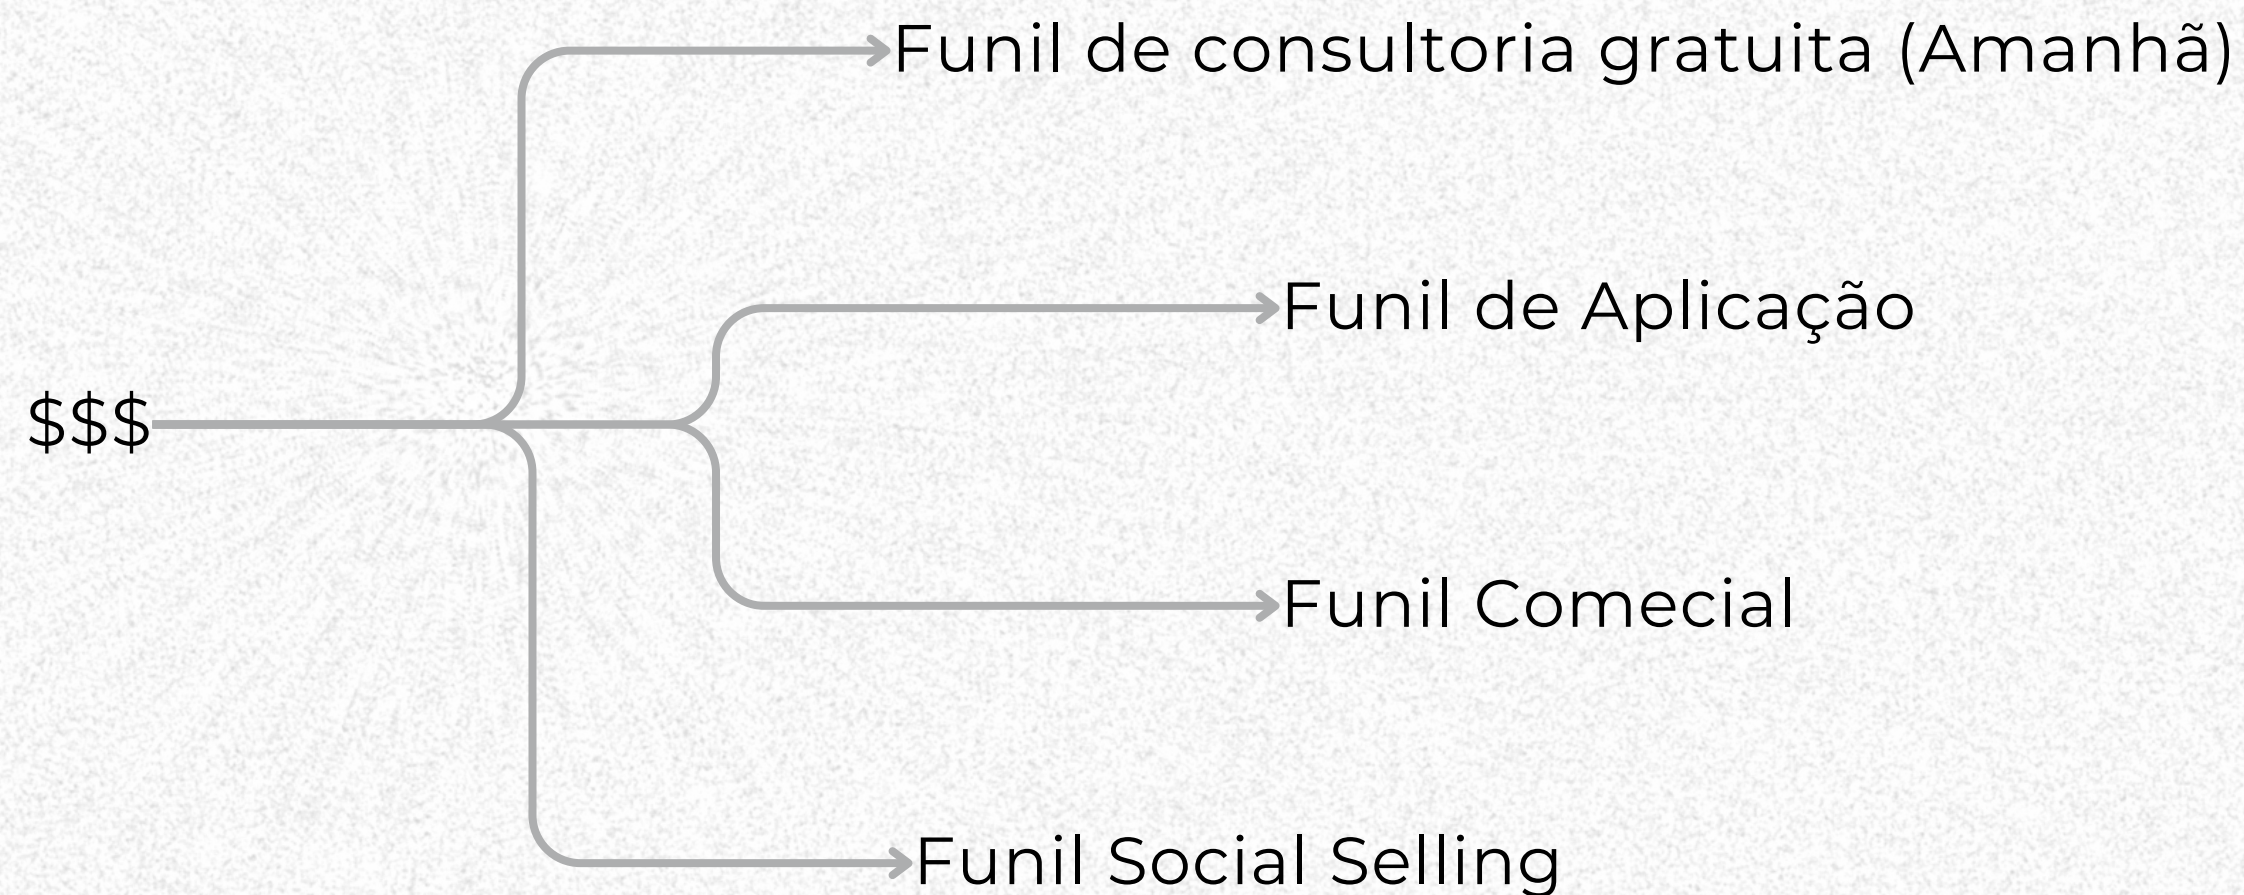 Funil de consultoria gratuita (Amanhã)
Funil de Aplicação
$$$
Funil Comecial
Funil Social Selling